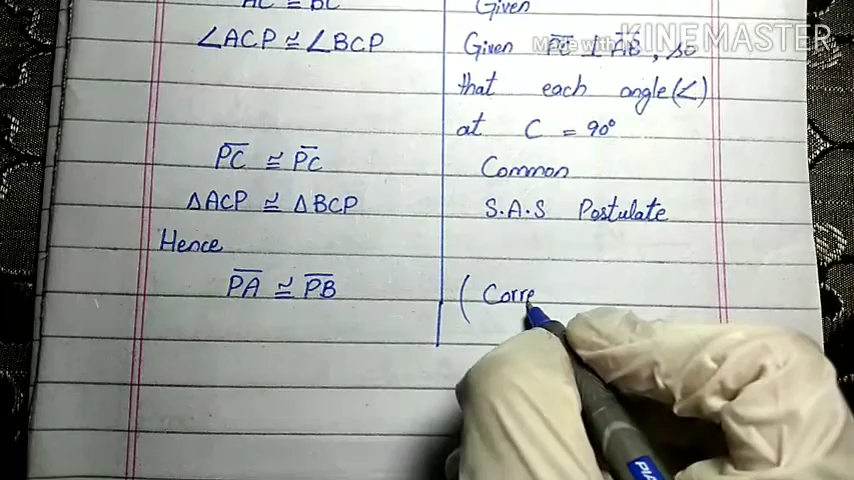 AC ≅ BC Given
∠ACP ≅ ∠BCP Given PC ⊥ AB, so
that each angle(∠)
at C = 90°
PC ≅ PC Common
ΔACP ≅ ΔBCP S.A.S Postulate
Hence
PA ≅ PB ( Corre
Made with KINEMASTER
PIA